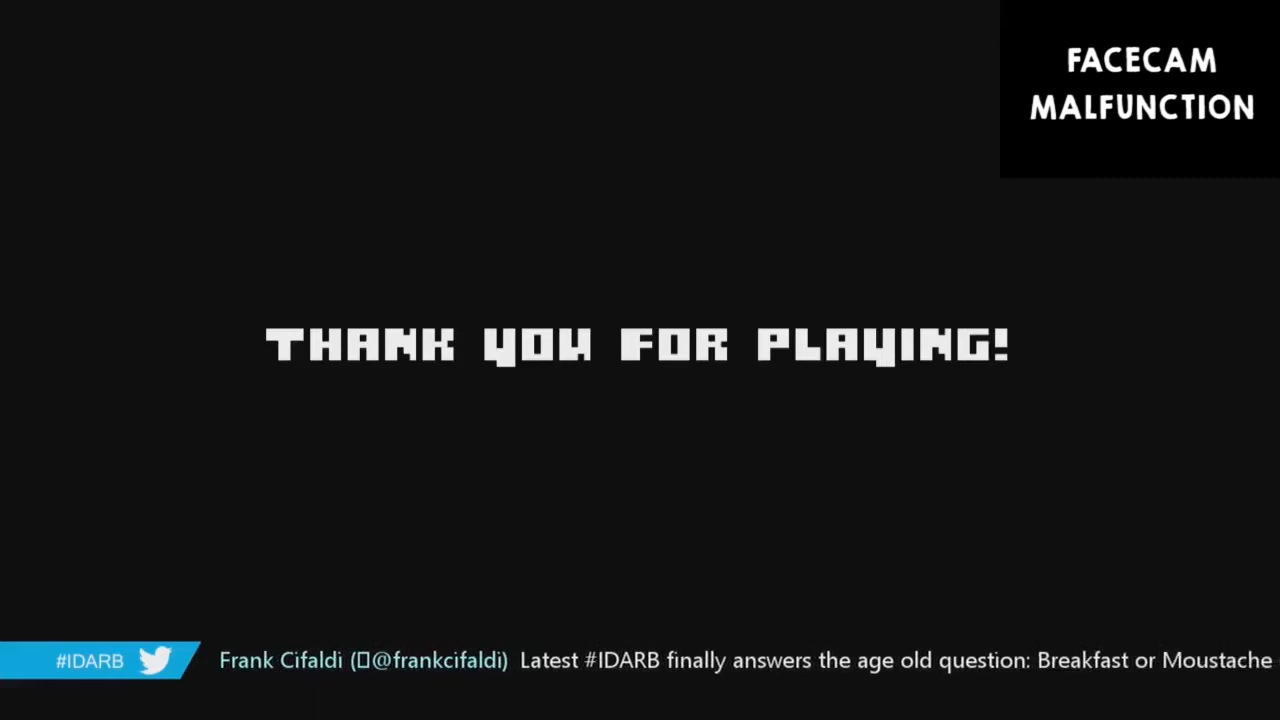 FACECAM
MALFUNCTION
THANK YOU FOR PLAYING!
#IDARB Frank Cifaldi (▯@frankcifaldi) Latest #IDARB finally answers the age old question: Breakfast or Moustache